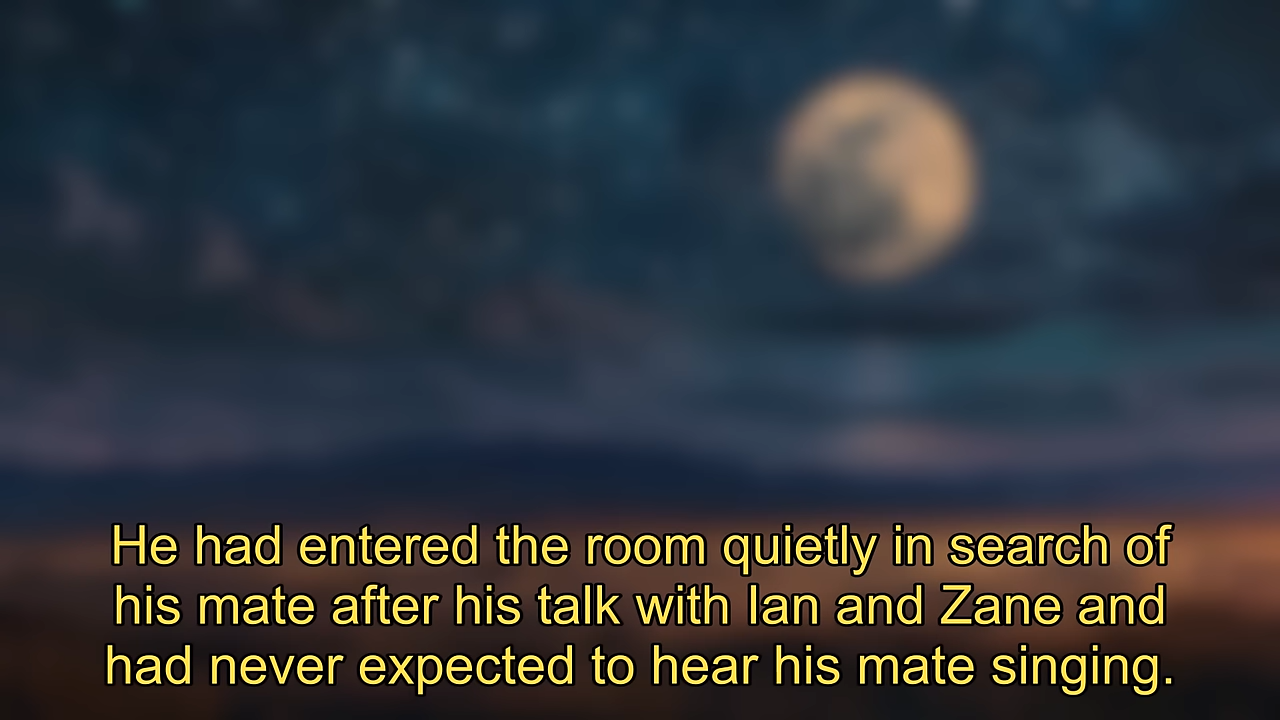 He had entered the room quietly in search of
his mate after his talk with Ian and Zane and
had never expected to hear his mate singing.